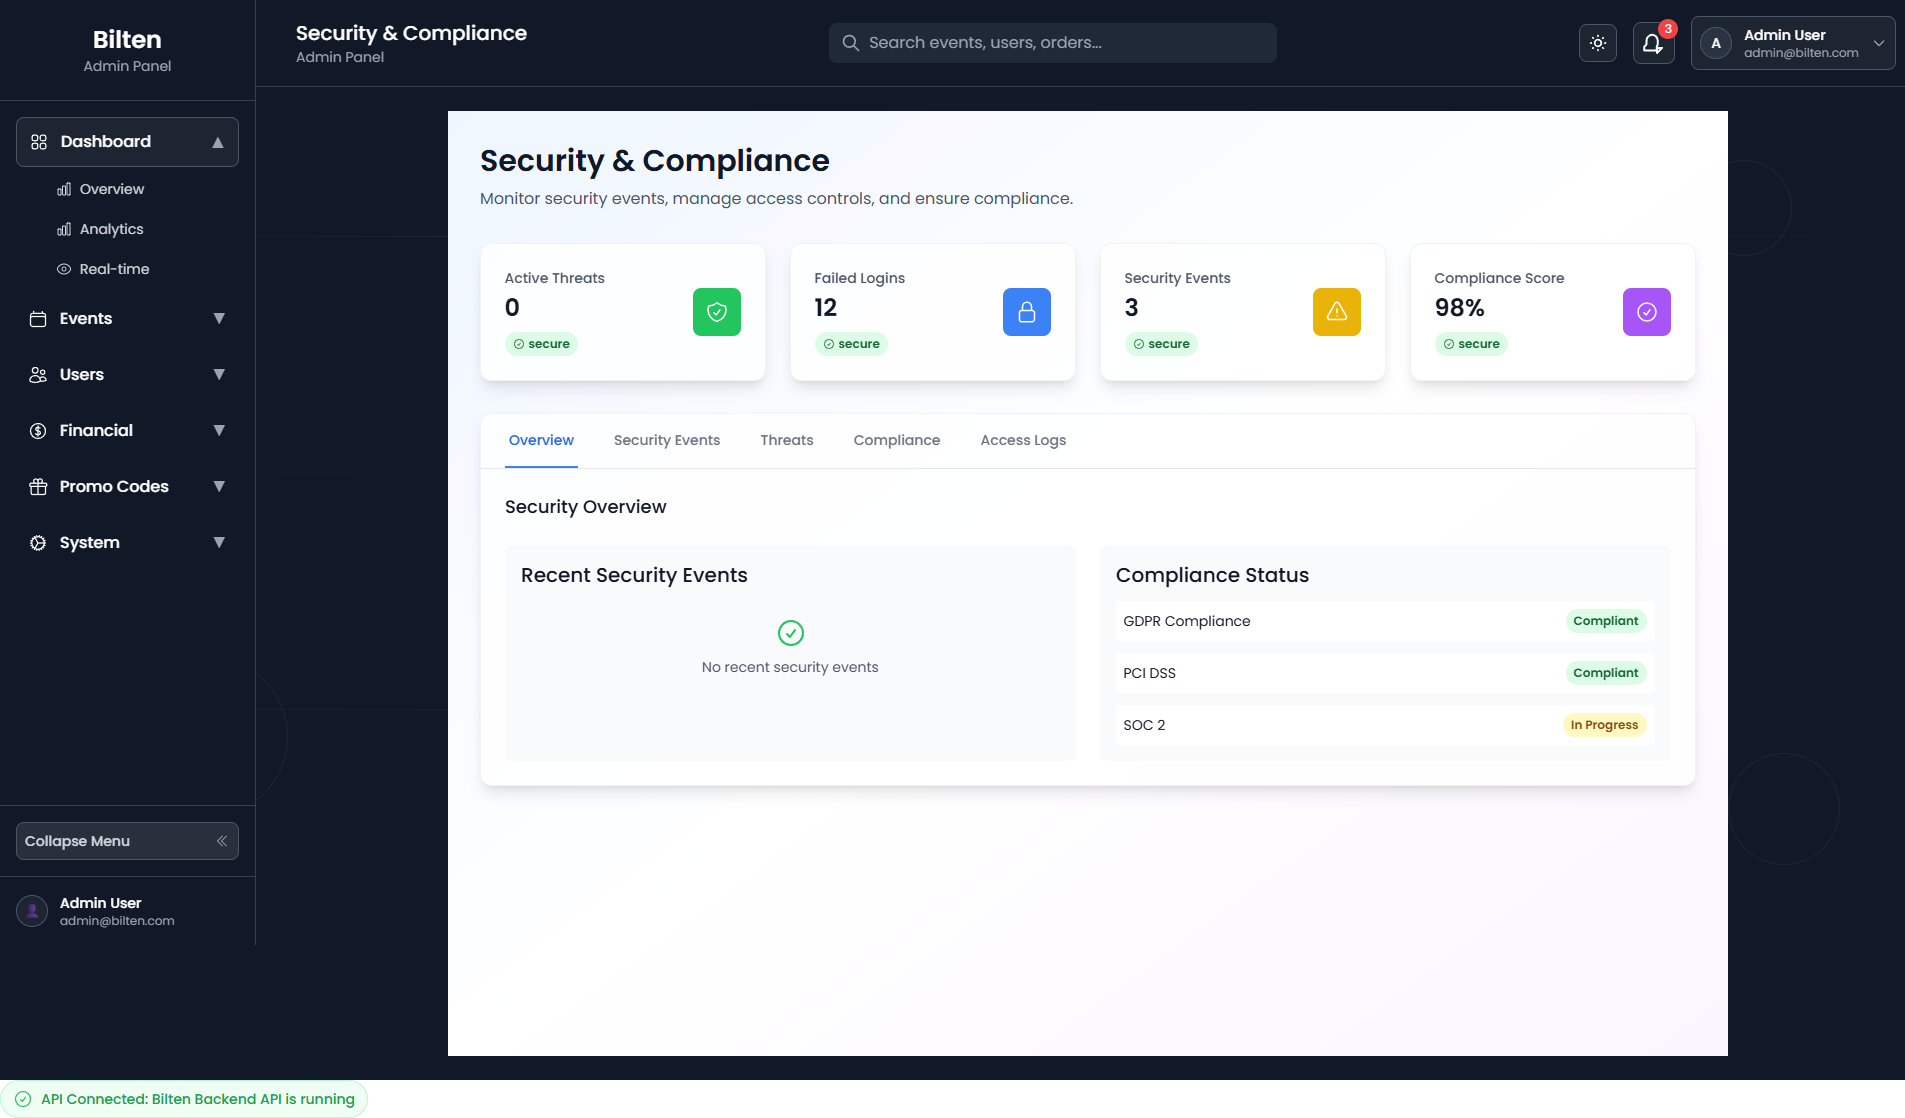 Bilten
Admin Panel
Dashboard
Overview
Analytics
Real-time
Events
Users
Financial
Promo Codes
System
Collapse Menu
Admin User
admin@bilten.com
Security & Compliance
Admin Panel
Search events, users, orders...
3
A
Admin User
admin@bilten.com
Security & Compliance
Monitor security events, manage access controls, and ensure compliance.
Active Threats
0
secure
Failed Logins
12
secure
Security Events
3
secure
Compliance Score
98%
secure
Overview Security Events Threats Compliance Access Logs
Security Overview
Recent Security Events
No recent security events
Compliance Status
GDPR Compliance Compliant
PCI DSS Compliant
SOC 2 In Progress
API Connected: Bilten Backend API is running